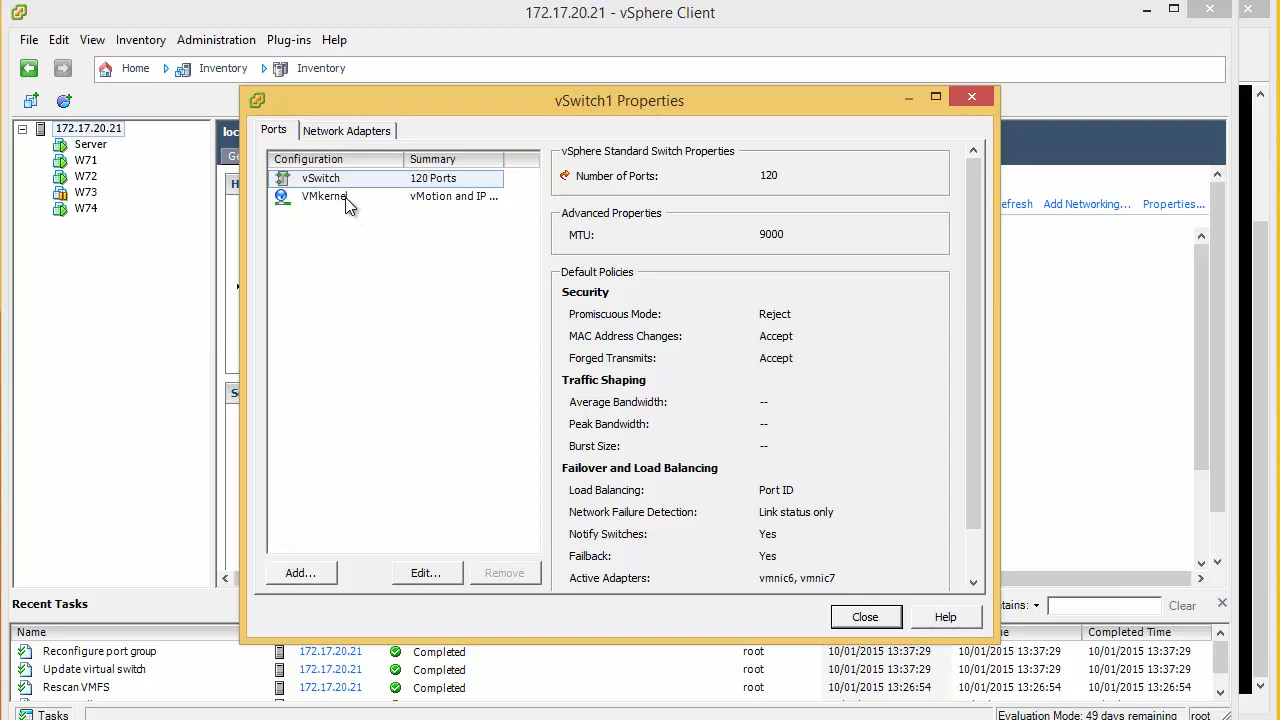 172.17.20.21 - vSphere Client
File Edit View Inventory Administration Plug-ins Help
Home Inventory Inventory
172.17.20.21
Server
W71
W72
W73
W74
vSwitch1 Properties
Ports Network Adapters
Configuration Summary
vSwitch 120 Ports
VMkernel vMotion and IP ...
Add... Edit... Remove
vSphere Standard Switch Properties
Number of Ports: 120
Advanced Properties
MTU: 9000
Default Policies
Security
Promiscuous Mode: Reject
MAC Address Changes: Accept
Forged Transmits: Accept
Traffic Shaping
Average Bandwidth: --
Peak Bandwidth: --
Burst Size: --
Failover and Load Balancing
Load Balancing: Port ID
Network Failure Detection: Link status only
Notify Switches: Yes
Failback: Yes
Active Adapters: vmnic6, vmnic7
Close Help
loc
Ge
H
S
efresh Add Networking... Properties...
Recent Tasks
ntains: Clear
Name me Completed Time
Reconfigure port group 172.17.20.21 Completed root 10/01/2015 13:37:29 10/01/2015 13:37:29 10/01/2015 13:37:29
Update virtual switch 172.17.20.21 Completed root 10/01/2015 13:37:29 10/01/2015 13:37:29 10/01/2015 13:37:29
Rescan VMFS 172.17.20.21 Completed root 10/01/2015 13:26:54 10/01/2015 13:26:54 10/01/2015 13:26:54
Tasks Evaluation Mode: 49 days remaining root